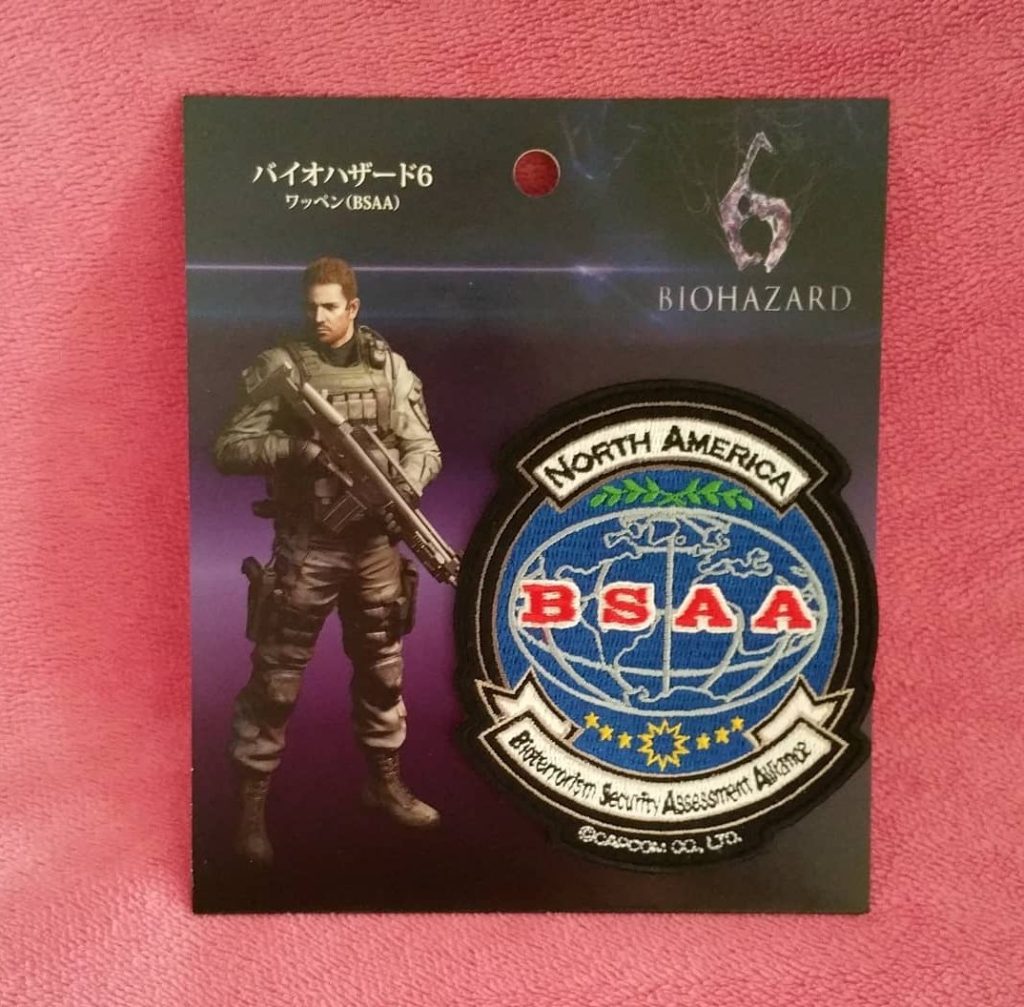 バイオハザード6
ワッペン(BSAA)
6
BIOHAZARD
NORTH AMERICA
BSAA
Bioterrorism Security Assessment Alliance
©CAPCOM CO., LTD.